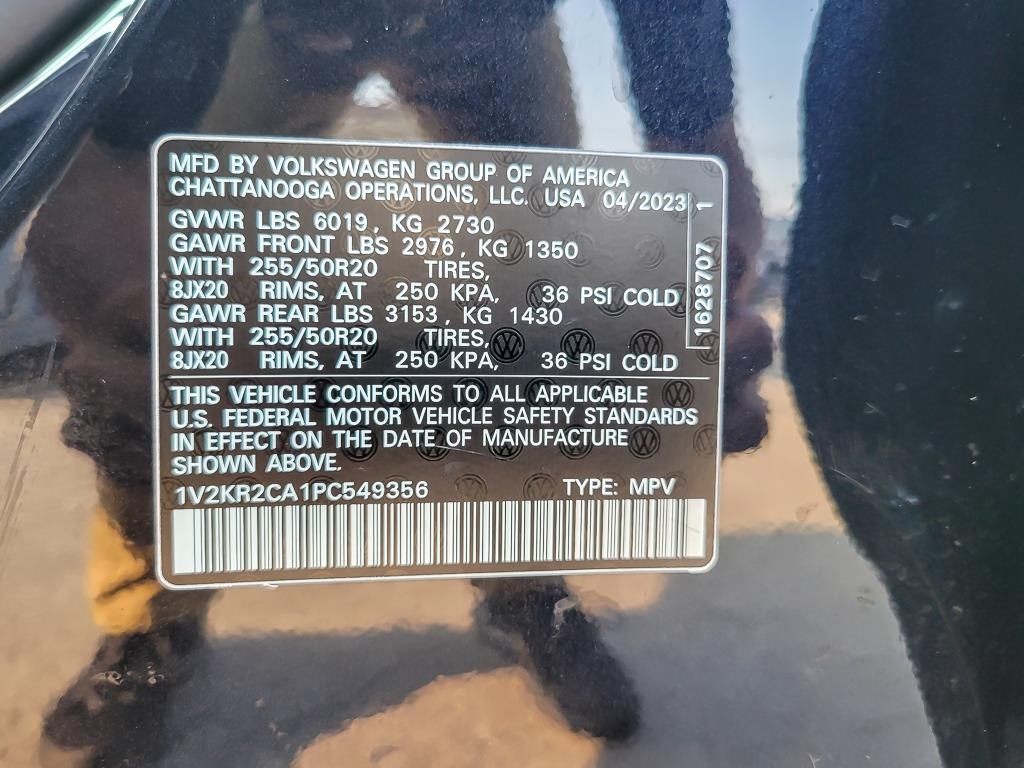 MFD BY VOLKSWAGEN GROUP OF AMERICA
CHATTANOOGA OPERATIONS, LLC. USA 04/2023
GVWR LBS 6019, KG 2730
GAWR FRONT LBS 2976, KG 1350
WITH 255/50R20 TIRES,
8JX20 RIMS, AT 250 KPA, 36 PSI COLD
GAWR REAR LBS 3153, KG 1430
WITH 255/50R20 TIRES,
8JX20 RIMS, AT 250 KPA, 36 PSI COLD
1628707 1
THIS VEHICLE CONFORMS TO ALL APPLICABLE
U.S. FEDERAL MOTOR VEHICLE SAFETY STANDARDS
IN EFFECT ON THE DATE OF MANUFACTURE
SHOWN ABOVE.
1V2KR2CA1PC549356 TYPE: MPV